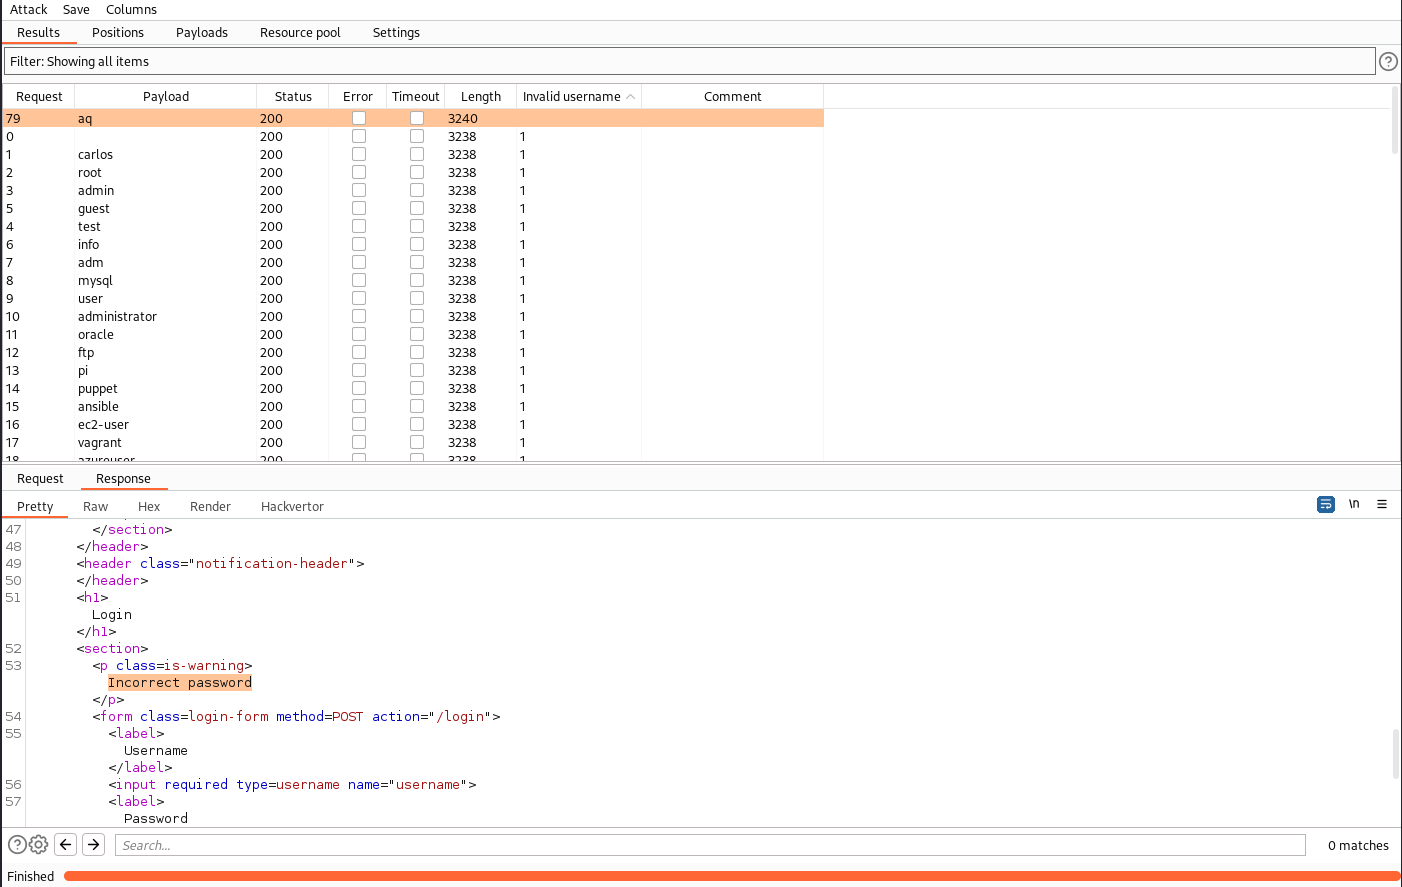 Attack Save Columns
Results Positions Payloads Resource pool Settings
Filter: Showing all items
Request Payload Status Error Timeout Length Invalid username Comment
79 aq 200 3240
0 200 3238 1
1 carlos 200 3238 1
2 root 200 3238 1
3 admin 200 3238 1
5 guest 200 3238 1
4 test 200 3238 1
6 info 200 3238 1
7 adm 200 3238 1
8 mysql 200 3238 1
9 user 200 3238 1
10 administrator 200 3238 1
11 oracle 200 3238 1
12 ftp 200 3238 1
13 pi 200 3238 1
14 puppet 200 3238 1
15 ansible 200 3238 1
16 ec2-user 200 3238 1
17 vagrant 200 3238 1
18 azureuser 200 3238 1
Request Response
Pretty Raw Hex Render Hackvertor \n
47 </section>
48 </header>
49 <header class="notification-header">
50 </header>
51 <h1>
Login
</h1>
52 <section>
53 <p class=is-warning>
Incorrect password
</p>
54 <form class=login-form method=POST action="/login">
55 <label>
Username
</label>
56 <input required type=username name="username">
57 <label>
Password
Search... 0 matches
Finished